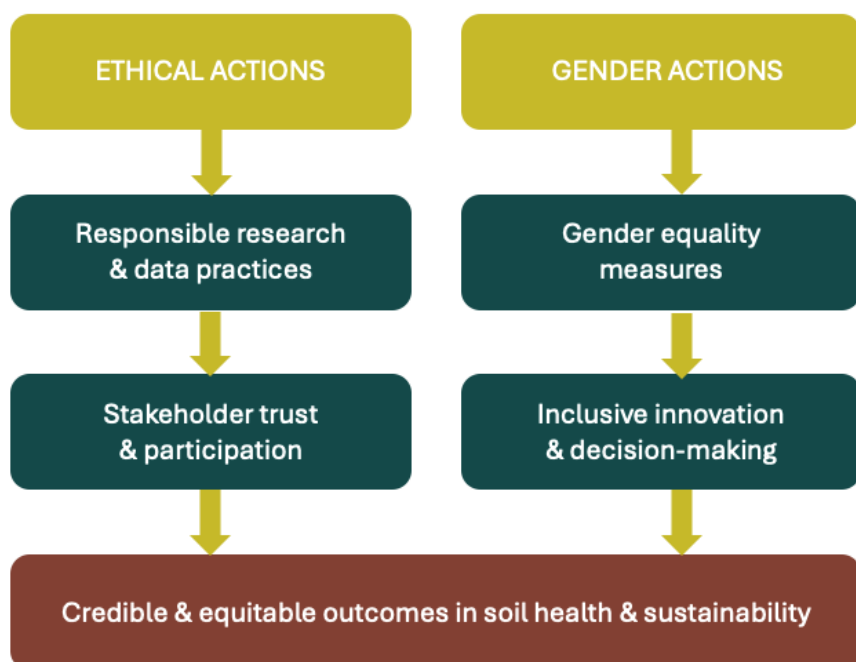 ETHICAL ACTIONS
GENDER ACTIONS
Responsible research
& data practices
Gender equality
measures
Stakeholder trust
& participation
Inclusive innovation
& decision-making
Credible & equitable outcomes in soil health & sustainability